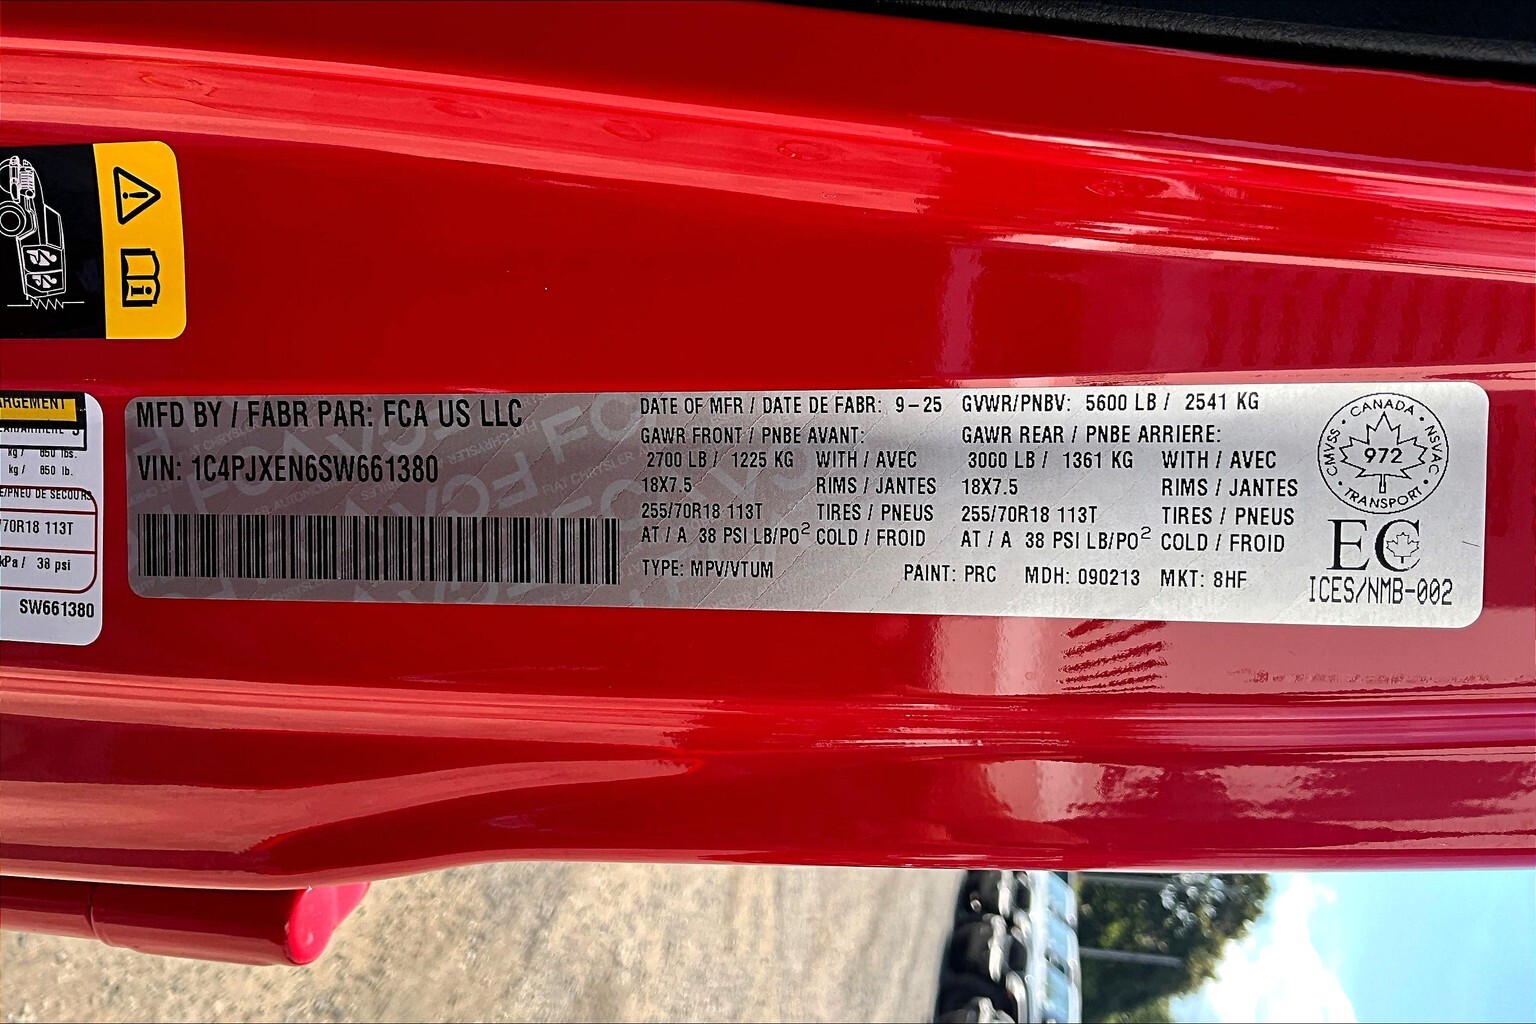 MFD BY / FABR PAR: FCA US LLC
VIN: 1C4PJXEN6SW661380
DATE OF MFR / DATE DE FABR: 9-25 GVWR/PNBV: 5600 LB / 2541 KG
GAWR FRONT / PNBE AVANT: GAWR REAR / PNBE ARRIERE:
2700 LB / 1225 KG WITH / AVEC 3000 LB / 1361 KG WITH / AVEC
18X7.5 RIMS / JANTES 18X7.5 RIMS / JANTES
255/70R18 113T TIRES / PNEUS 255/70R18 113T TIRES / PNEUS
AT / A 38 PSI LB/PO² COLD / FROID AT / A 38 PSI LB/PO² COLD / FROID
TYPE: MPV/VTUM PAINT: PRC MDH: 090213 MKT: 8HF
CANADA
CMVSS 972 NSVAC
TRANSPORT
EC
ICES/NMB-002
ARGEMENT
kg / 850 lbs.
kg / 850 lb.
E/PNEU DE SECOURS
/70R18 113T
kPa / 38 psi
SW661380